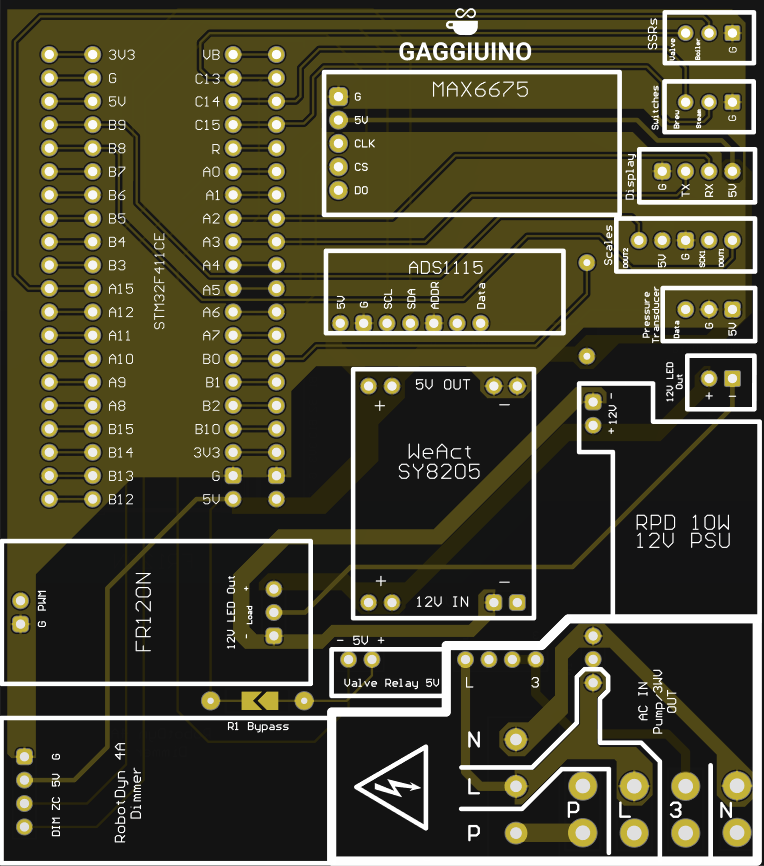 GAGGIUINO
SSRs
Valve
Boiler
G
Switches
Brew
Steam
G
Display
G
TX
RX
5V
Scales
DOUT2
5V
G
SCK1
DOUT1
Pressure
Transducer
Data
G
5V
12V LED
Out
+
-
MAX6675
G
5V
CLK
CS
DO
ADS1115
5V
G
SCL
SDA
ADDR
Data
STM32F411CE
3V3
G
5V
B9
B8
B7
B6
B5
B4
B3
A15
A12
A11
A10
A9
A8
B15
B14
B13
B12
VB
C13
C14
C15
R
A0
A1
A2
A3
A4
A5
A6
A7
B0
B1
B2
B10
3V3
G
5V
5V OUT
+ -
WeAct
SY8205
+ -
12V IN
+12V -
RPD 10W
12V PSU
G PWM
FR120N
12V LED Out
- Load +
- 5V +
Valve Relay 5V
R1 Bypass
DIM ZC 5V G
RobotDyn 4A
Dimmer
L 3
AC IN
Pump/3WV
OUT
N
L
P
P L 3 N